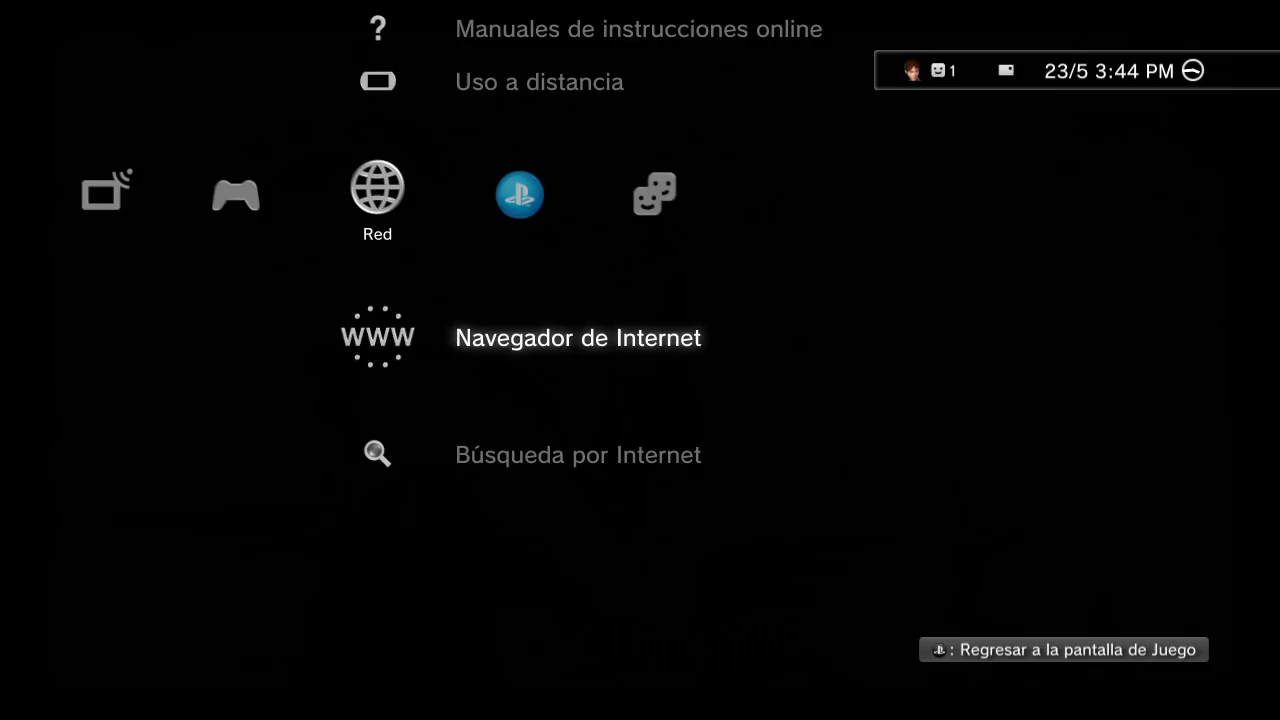 ? Manuales de instrucciones online
Uso a distancia
1 23/5 3:44 PM
Red
WWW Navegador de Internet
Búsqueda por Internet
: Regresar a la pantalla de Juego